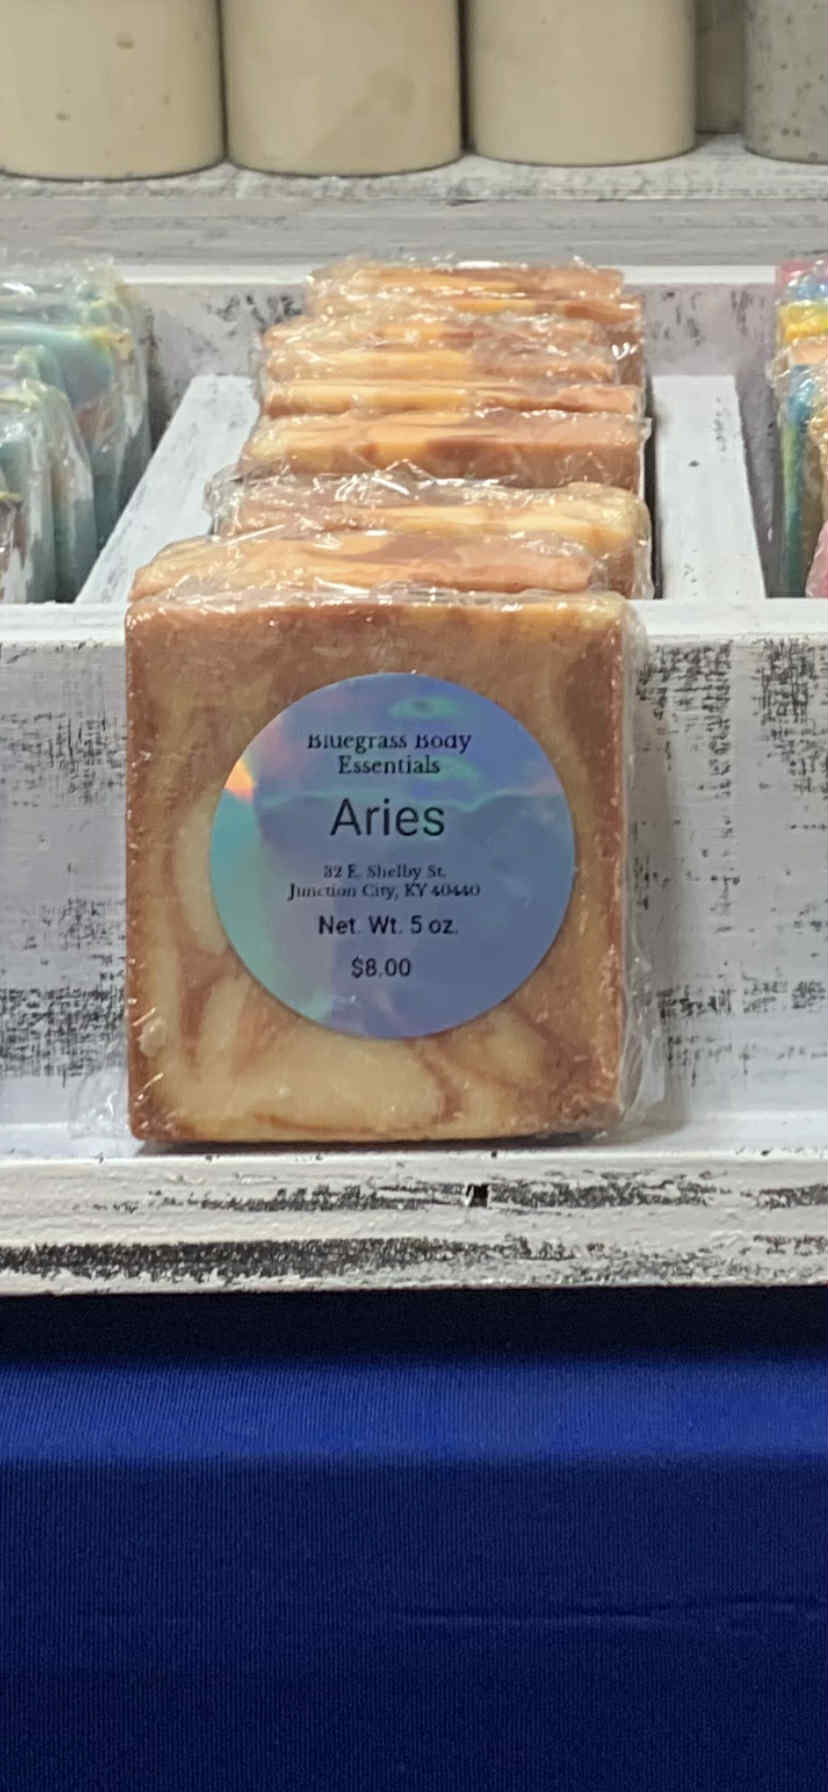 Bluegrass Body
Essentials
Aries
32 E. Shelby St.
Junction City, KY 40440
Net. Wt. 5 oz.
$8.00